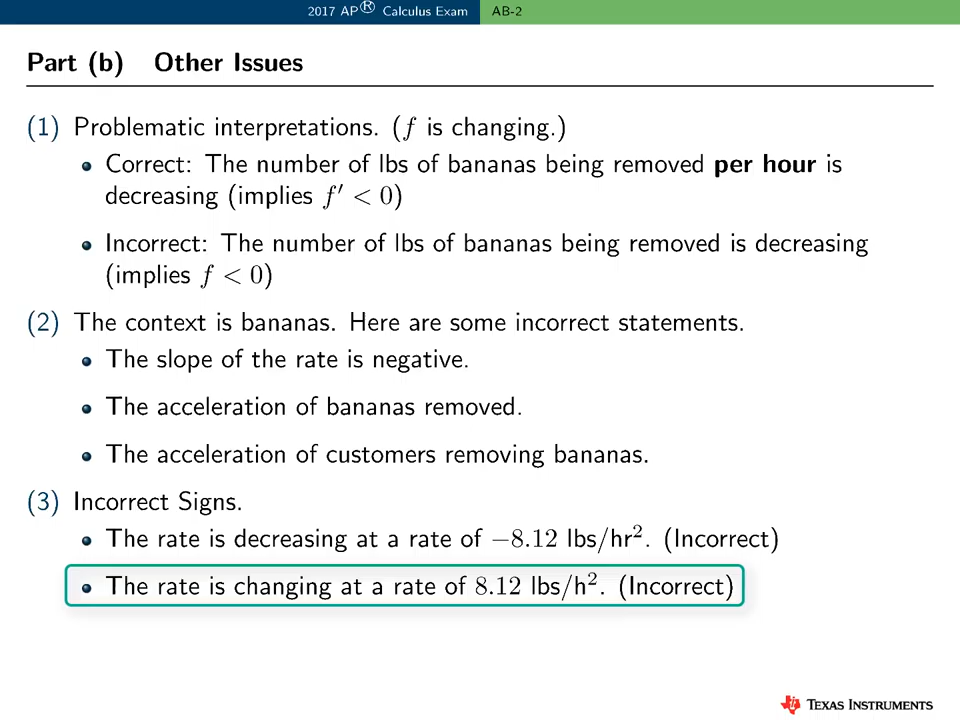 2017 AP® Calculus Exam AB-2
Part (b) Other Issues
(1) Problematic interpretations. (f is changing.)
• Correct: The number of lbs of bananas being removed per hour is
decreasing (implies f′ < 0)
• Incorrect: The number of lbs of bananas being removed is decreasing
(implies f < 0)
(2) The context is bananas. Here are some incorrect statements.
• The slope of the rate is negative.
• The acceleration of bananas removed.
• The acceleration of customers removing bananas.
(3) Incorrect Signs.
• The rate is decreasing at a rate of −8.12 lbs/hr². (Incorrect)
• The rate is changing at a rate of 8.12 lbs/h². (Incorrect)
TEXAS INSTRUMENTS